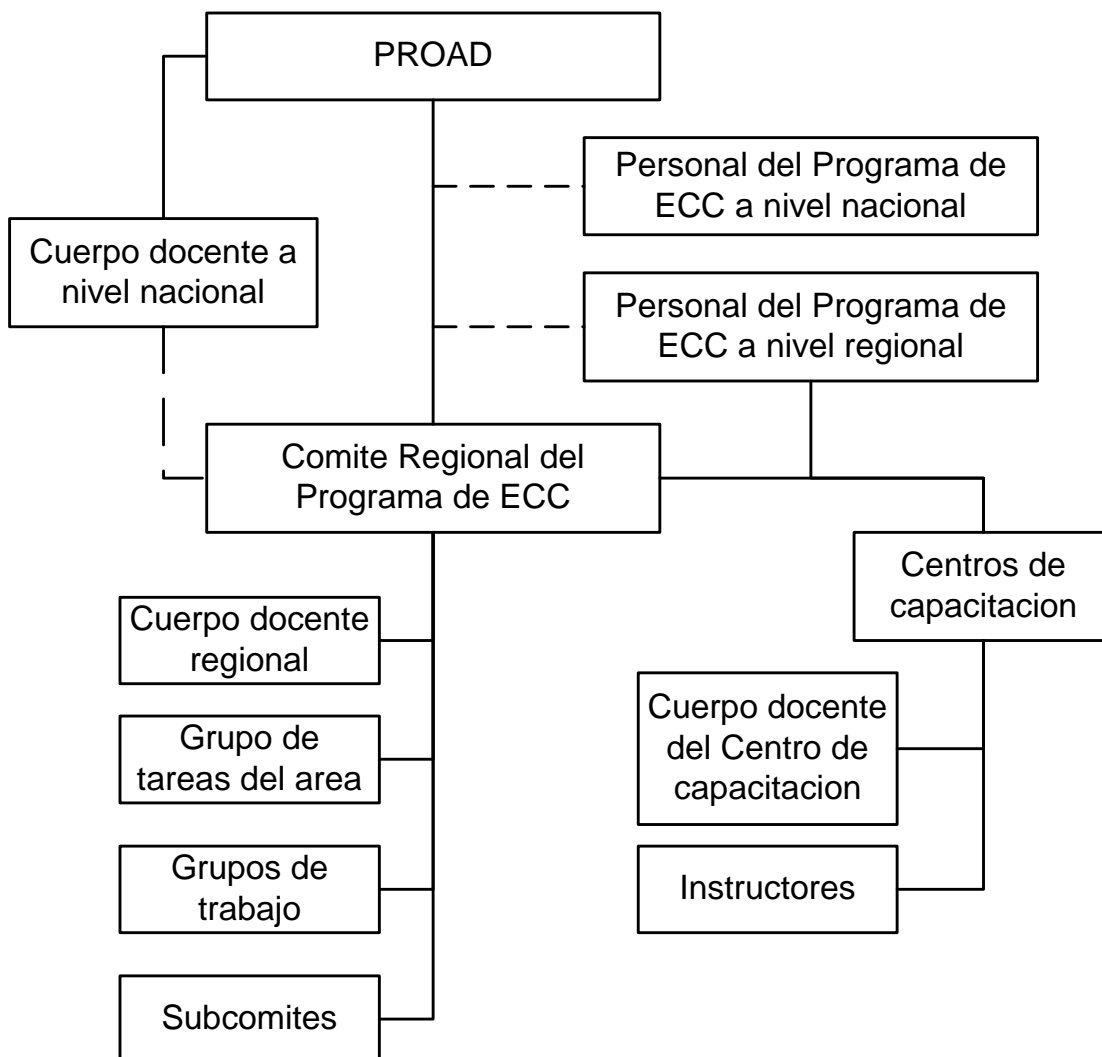 PROAD
Personal del Programa de
ECC a nivel nacional
Cuerpo docente a
nivel nacional
Personal del Programa de
ECC a nivel regional
Comite Regional del
Programa de ECC
Centros de
capacitacion
Cuerpo docente
regional
Grupo de
tareas del area
Grupos de
trabajo
Subcomites
Cuerpo docente
del Centro de
capacitacion
Instructores